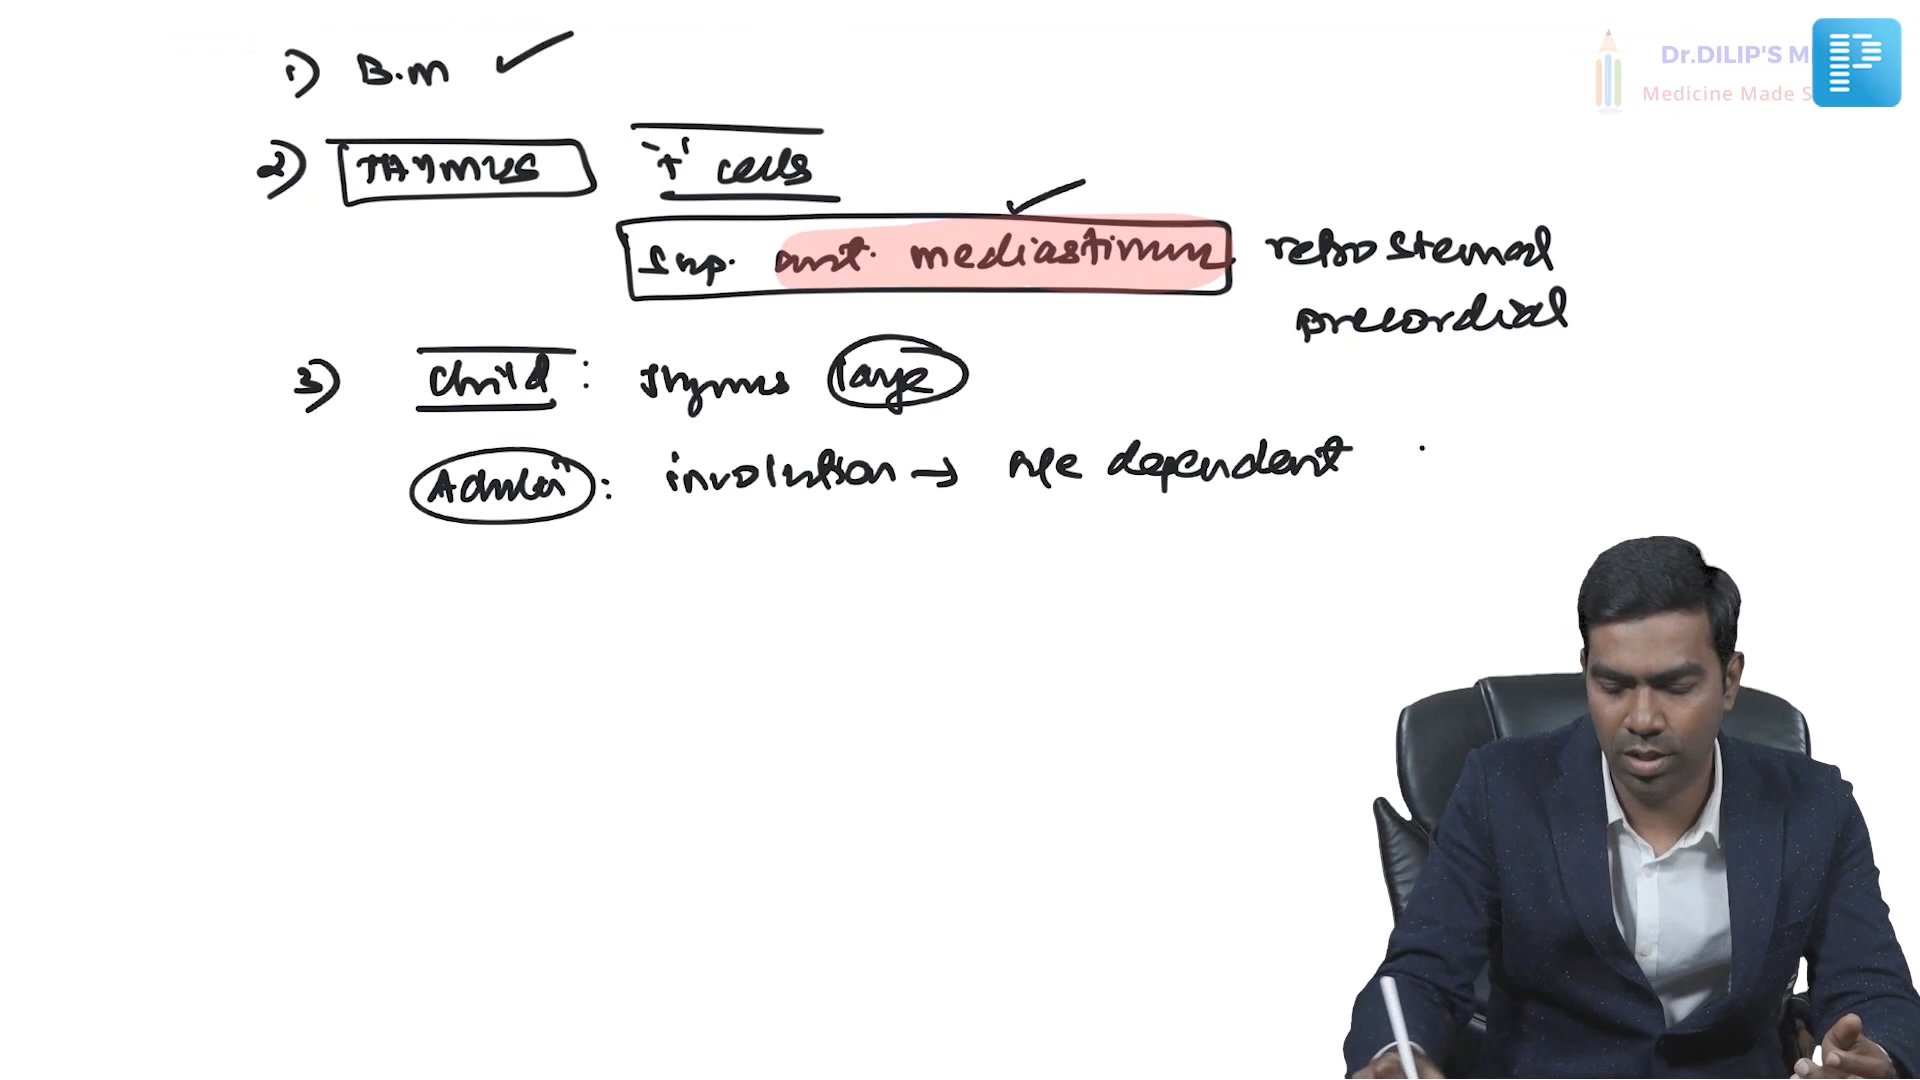 Dr.DILIP'S M
Medicine Made S
1) B.M
2) THYMUS 'T' cells
Sup. ant. mediastinum retrosternal
precordial
3) Child : Thymus large
Adults : involution → Age dependent